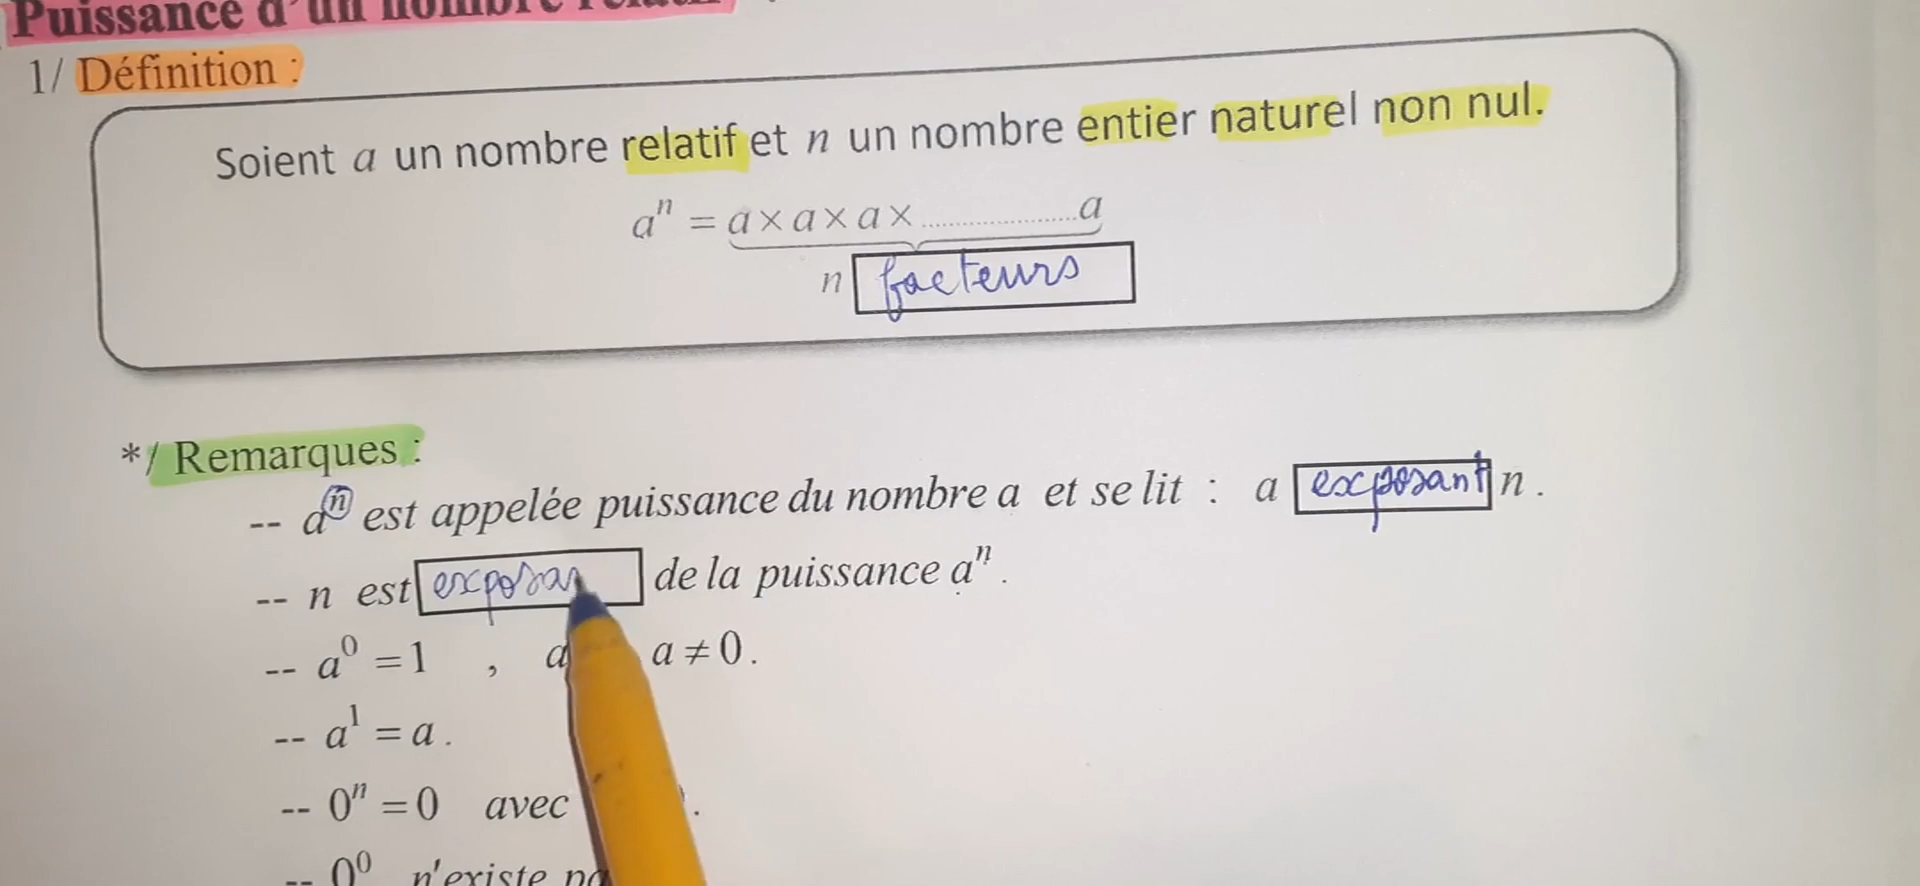 Puissance d'un nombre relatif
1/ Définition :
Soient a un nombre relatif et n un nombre entier naturel non nul.
aⁿ = a × a × a × ..................... a
n facteurs
*/ Remarques :
-- aⁿ est appelée puissance du nombre a et se lit : a exposant n .
-- n est exposan de la puissance aⁿ .
-- a⁰ = 1 , a ≠ 0 .
-- a¹ = a .
-- 0ⁿ = 0 avec .
-- 0⁰ n'existe